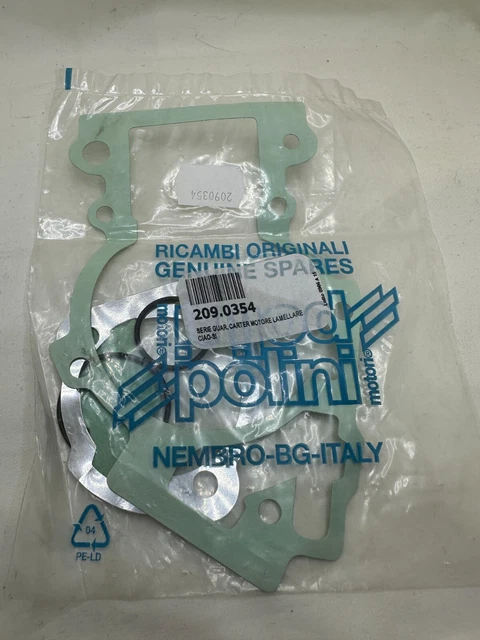 2090354
RICAMBI ORIGINALI
GENUINE SPARES
209.0354
SERIE GUAR. CARTER MOTORE LAMELLARE
CIAO-SI
polini
motori
motori
NEMBRO-BG-ITALY
04
PE-LD